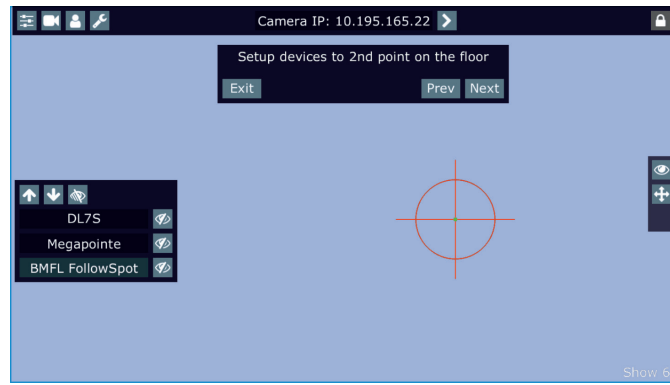 Camera IP: 10.195.165.22
Setup devices to 2nd point on the floor
Exit Prev Next
DL7S
Megapointe
BMFL FollowSpot
Show 6